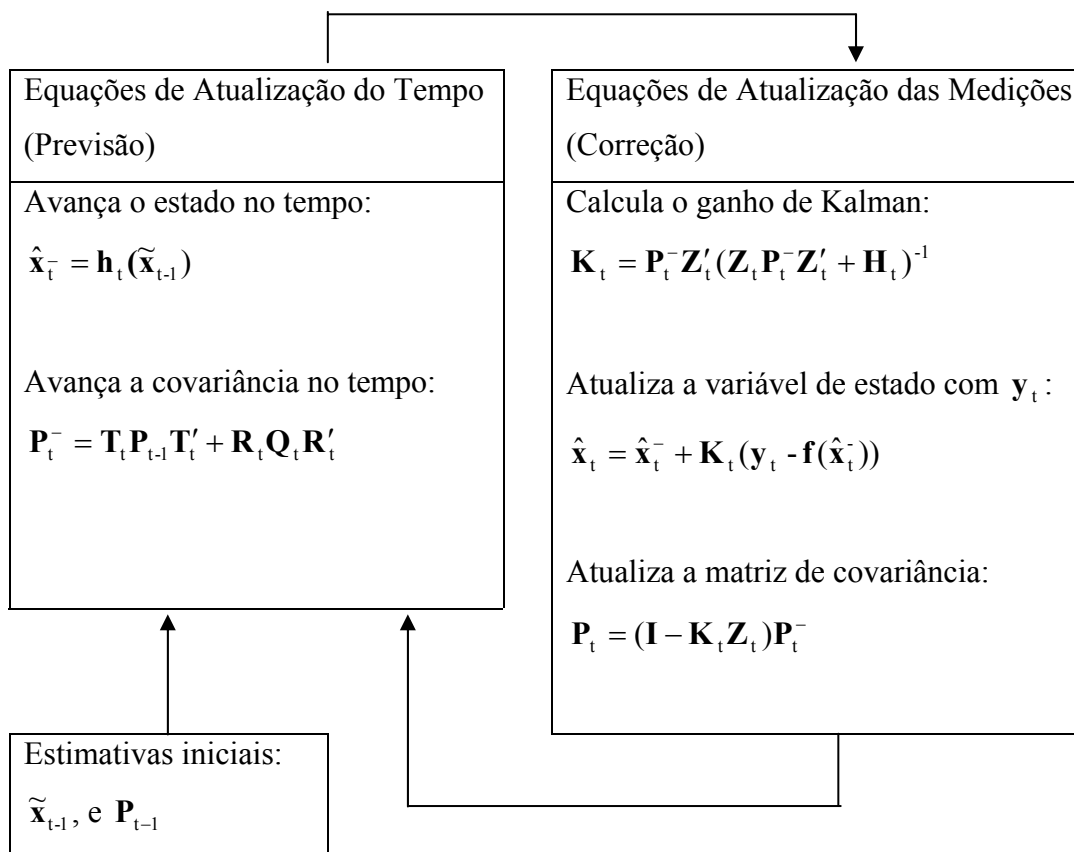 Equações de Atualização do Tempo
(Previsão)
Avança o estado no tempo:
x̂ₜ⁻ = hₜ(x̃ₜ₋₁)
Avança a covariância no tempo:
Pₜ⁻ = TₜPₜ₋₁Tₜ′ + RₜQₜRₜ′
Equações de Atualização das Medições
(Correção)
Calcula o ganho de Kalman:
Kₜ = Pₜ⁻Zₜ′(ZₜPₜ⁻Zₜ′ + Hₜ)⁻¹
Atualiza a variável de estado com yₜ :
x̂ₜ = x̂ₜ⁻ + Kₜ(yₜ - f(x̂ₜ⁻))
Atualiza a matriz de covariância:
Pₜ = (I − KₜZₜ)Pₜ⁻
Estimativas iniciais:
x̃ₜ₋₁, e Pₜ₋₁